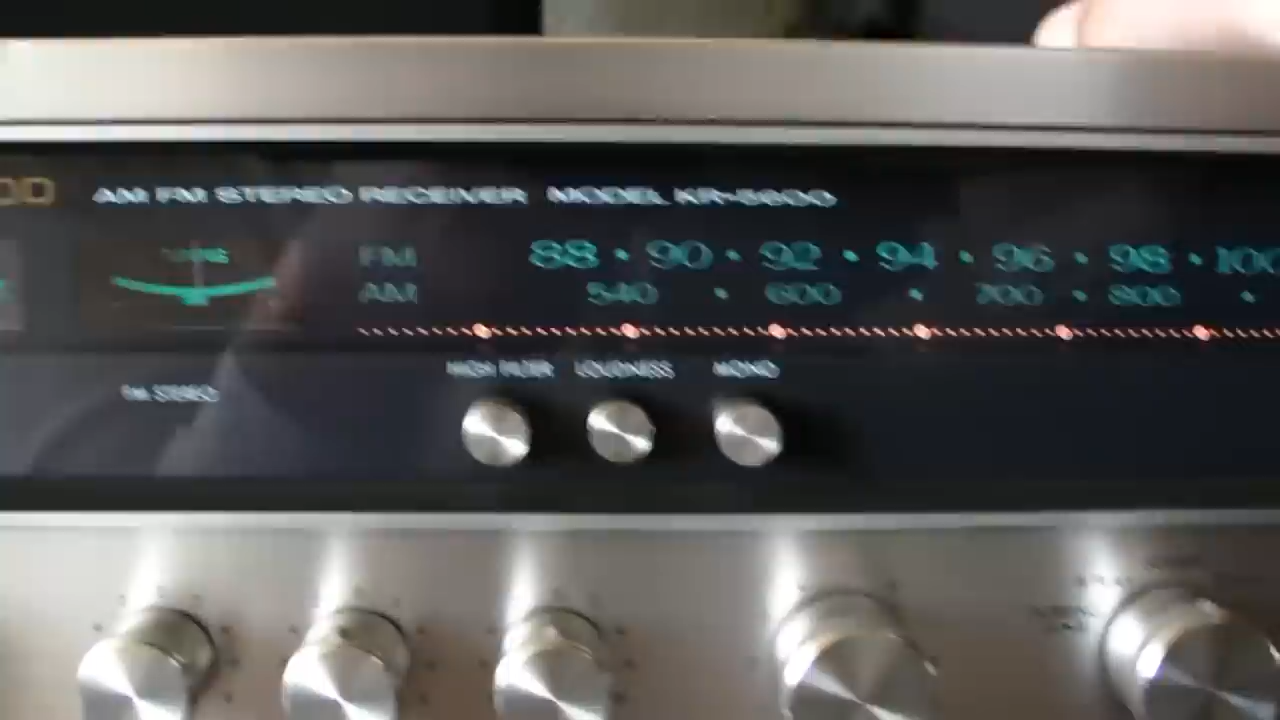 AM FM STEREO RECEIVER MODEL KR-5600
FM 88 • 90 • 92 • 94 • 96 • 98 • 100
AM 540 • 600 • 700 • 800 •
HIGH FILTER LOUDNESS MONO
FM STEREO